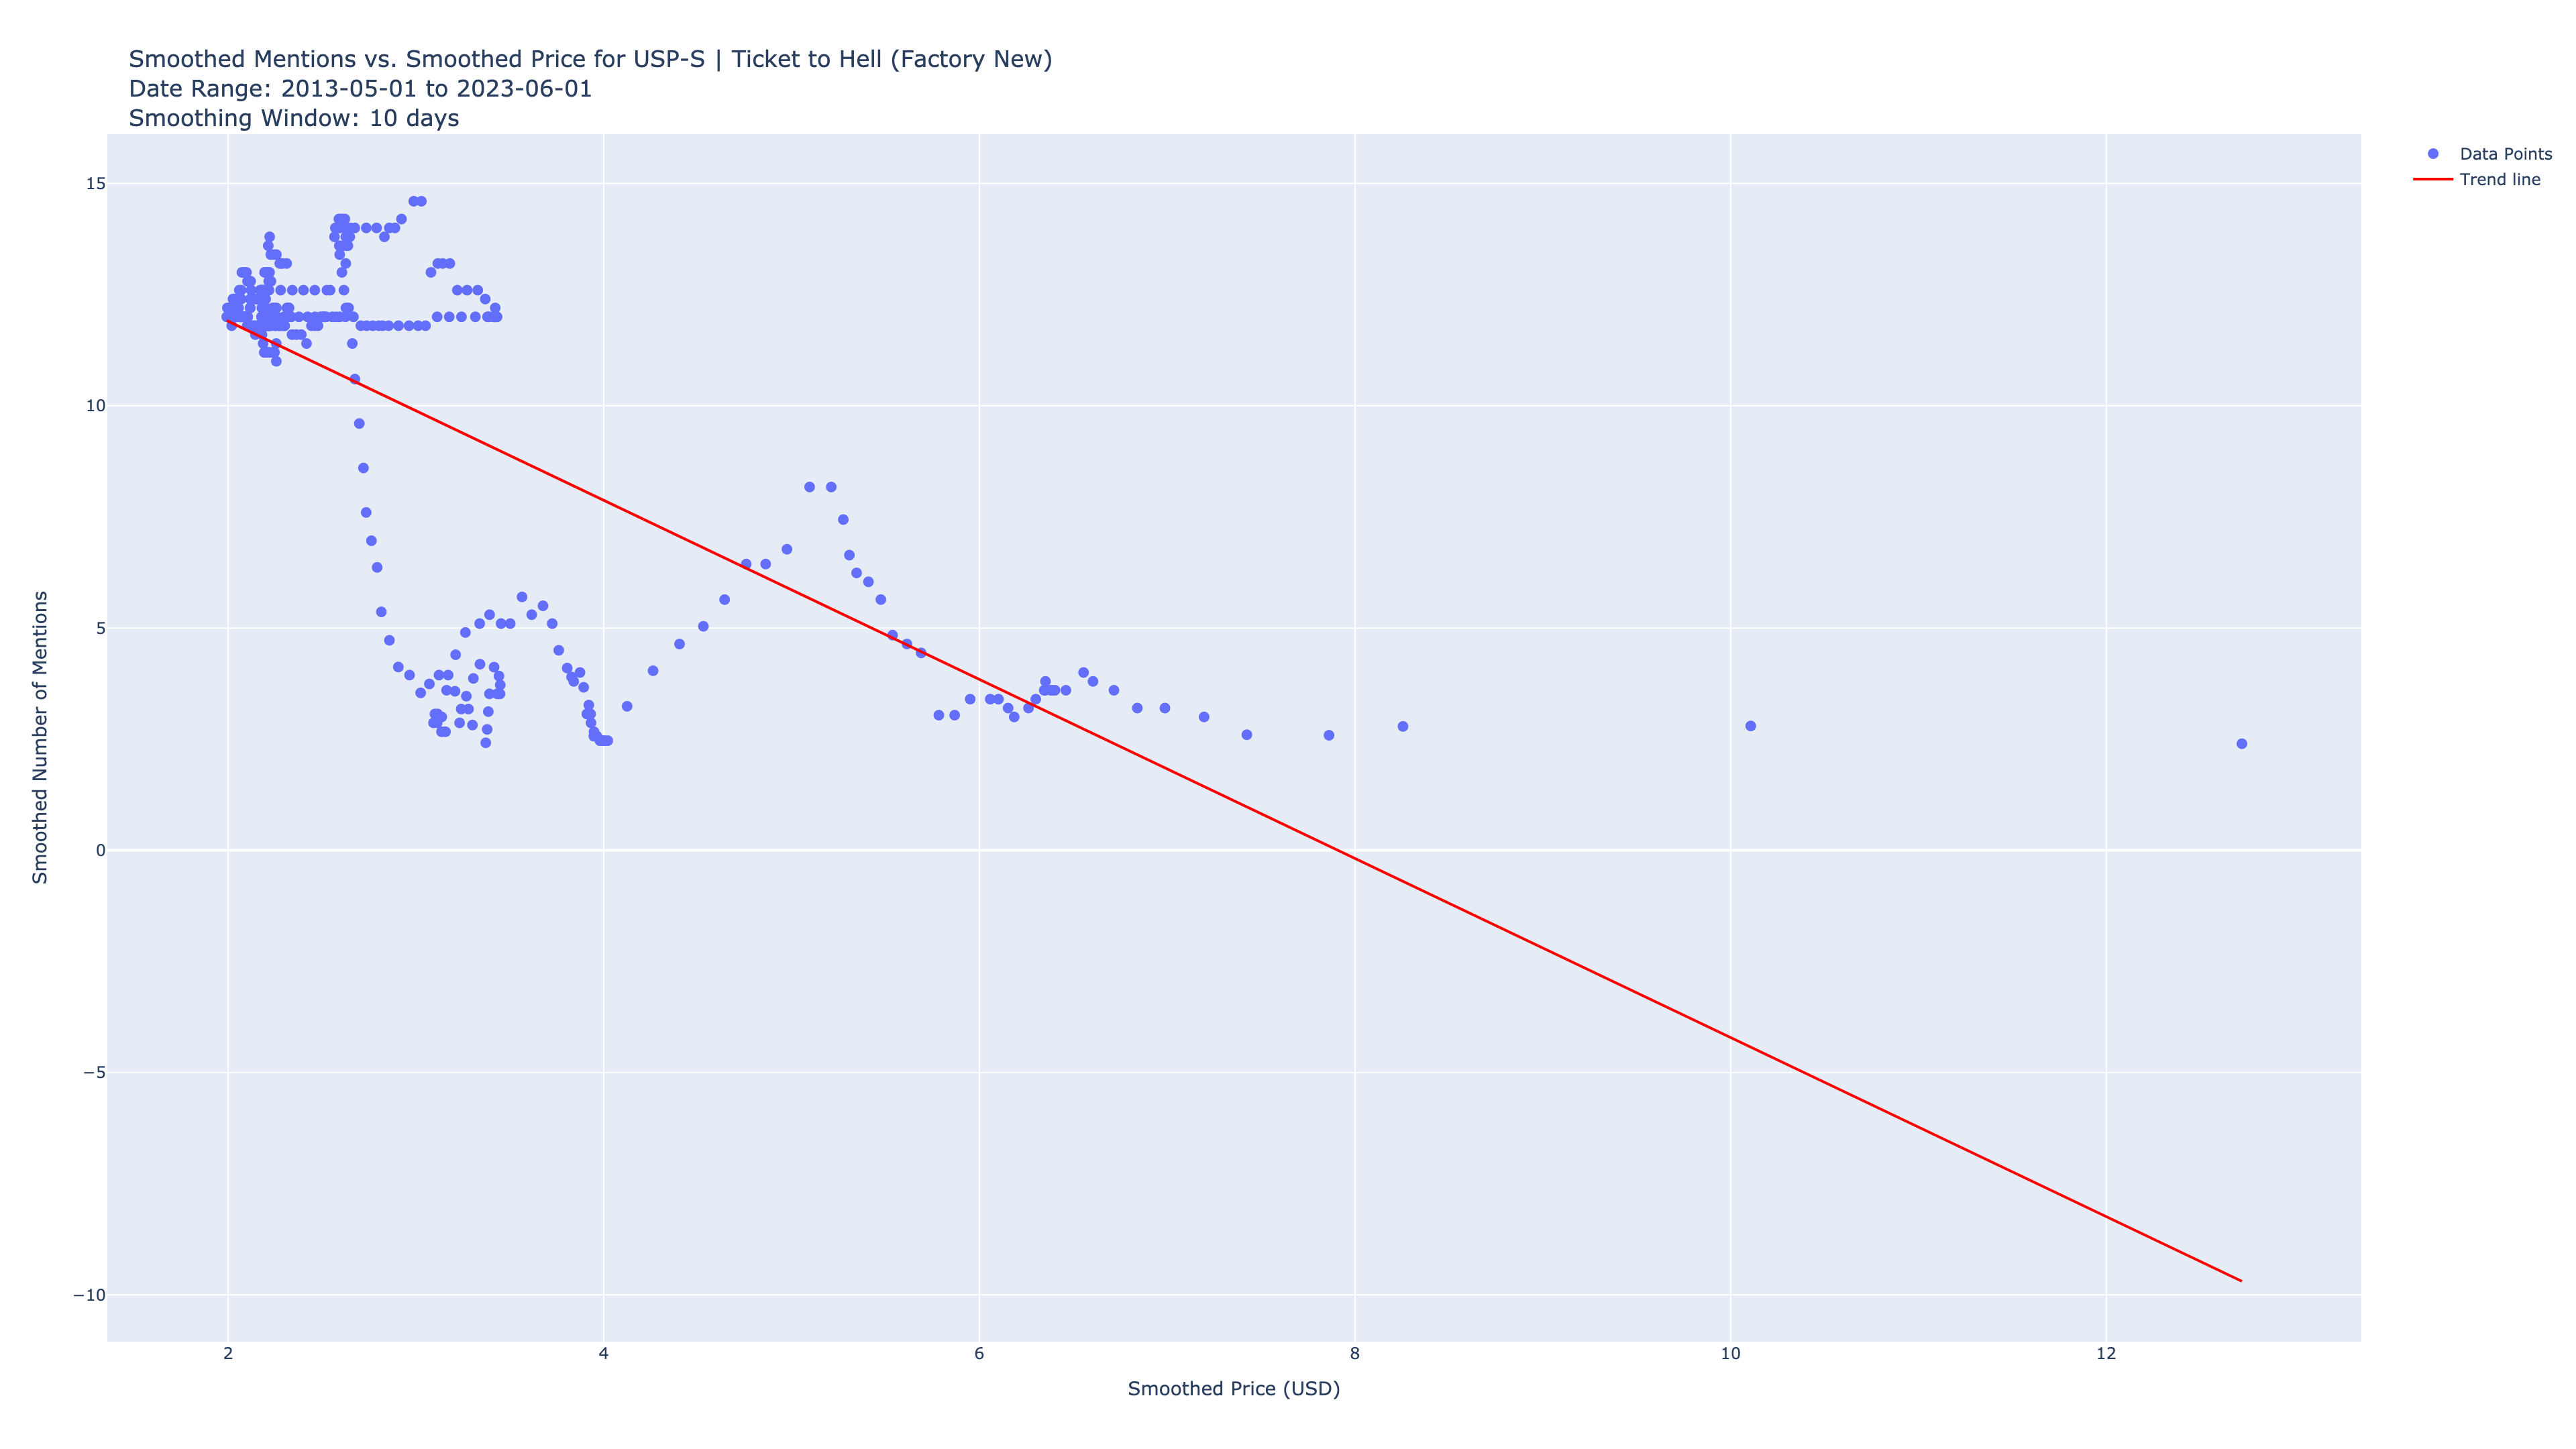 Smoothed Mentions vs. Smoothed Price for USP-S | Ticket to Hell (Factory New)
Date Range: 2013-05-01 to 2023-06-01
Smoothing Window: 10 days
Data Points
Trend line
15
10
5
0
−5
−10
Smoothed Number of Mentions
2
4
6
8
10
12
Smoothed Price (USD)